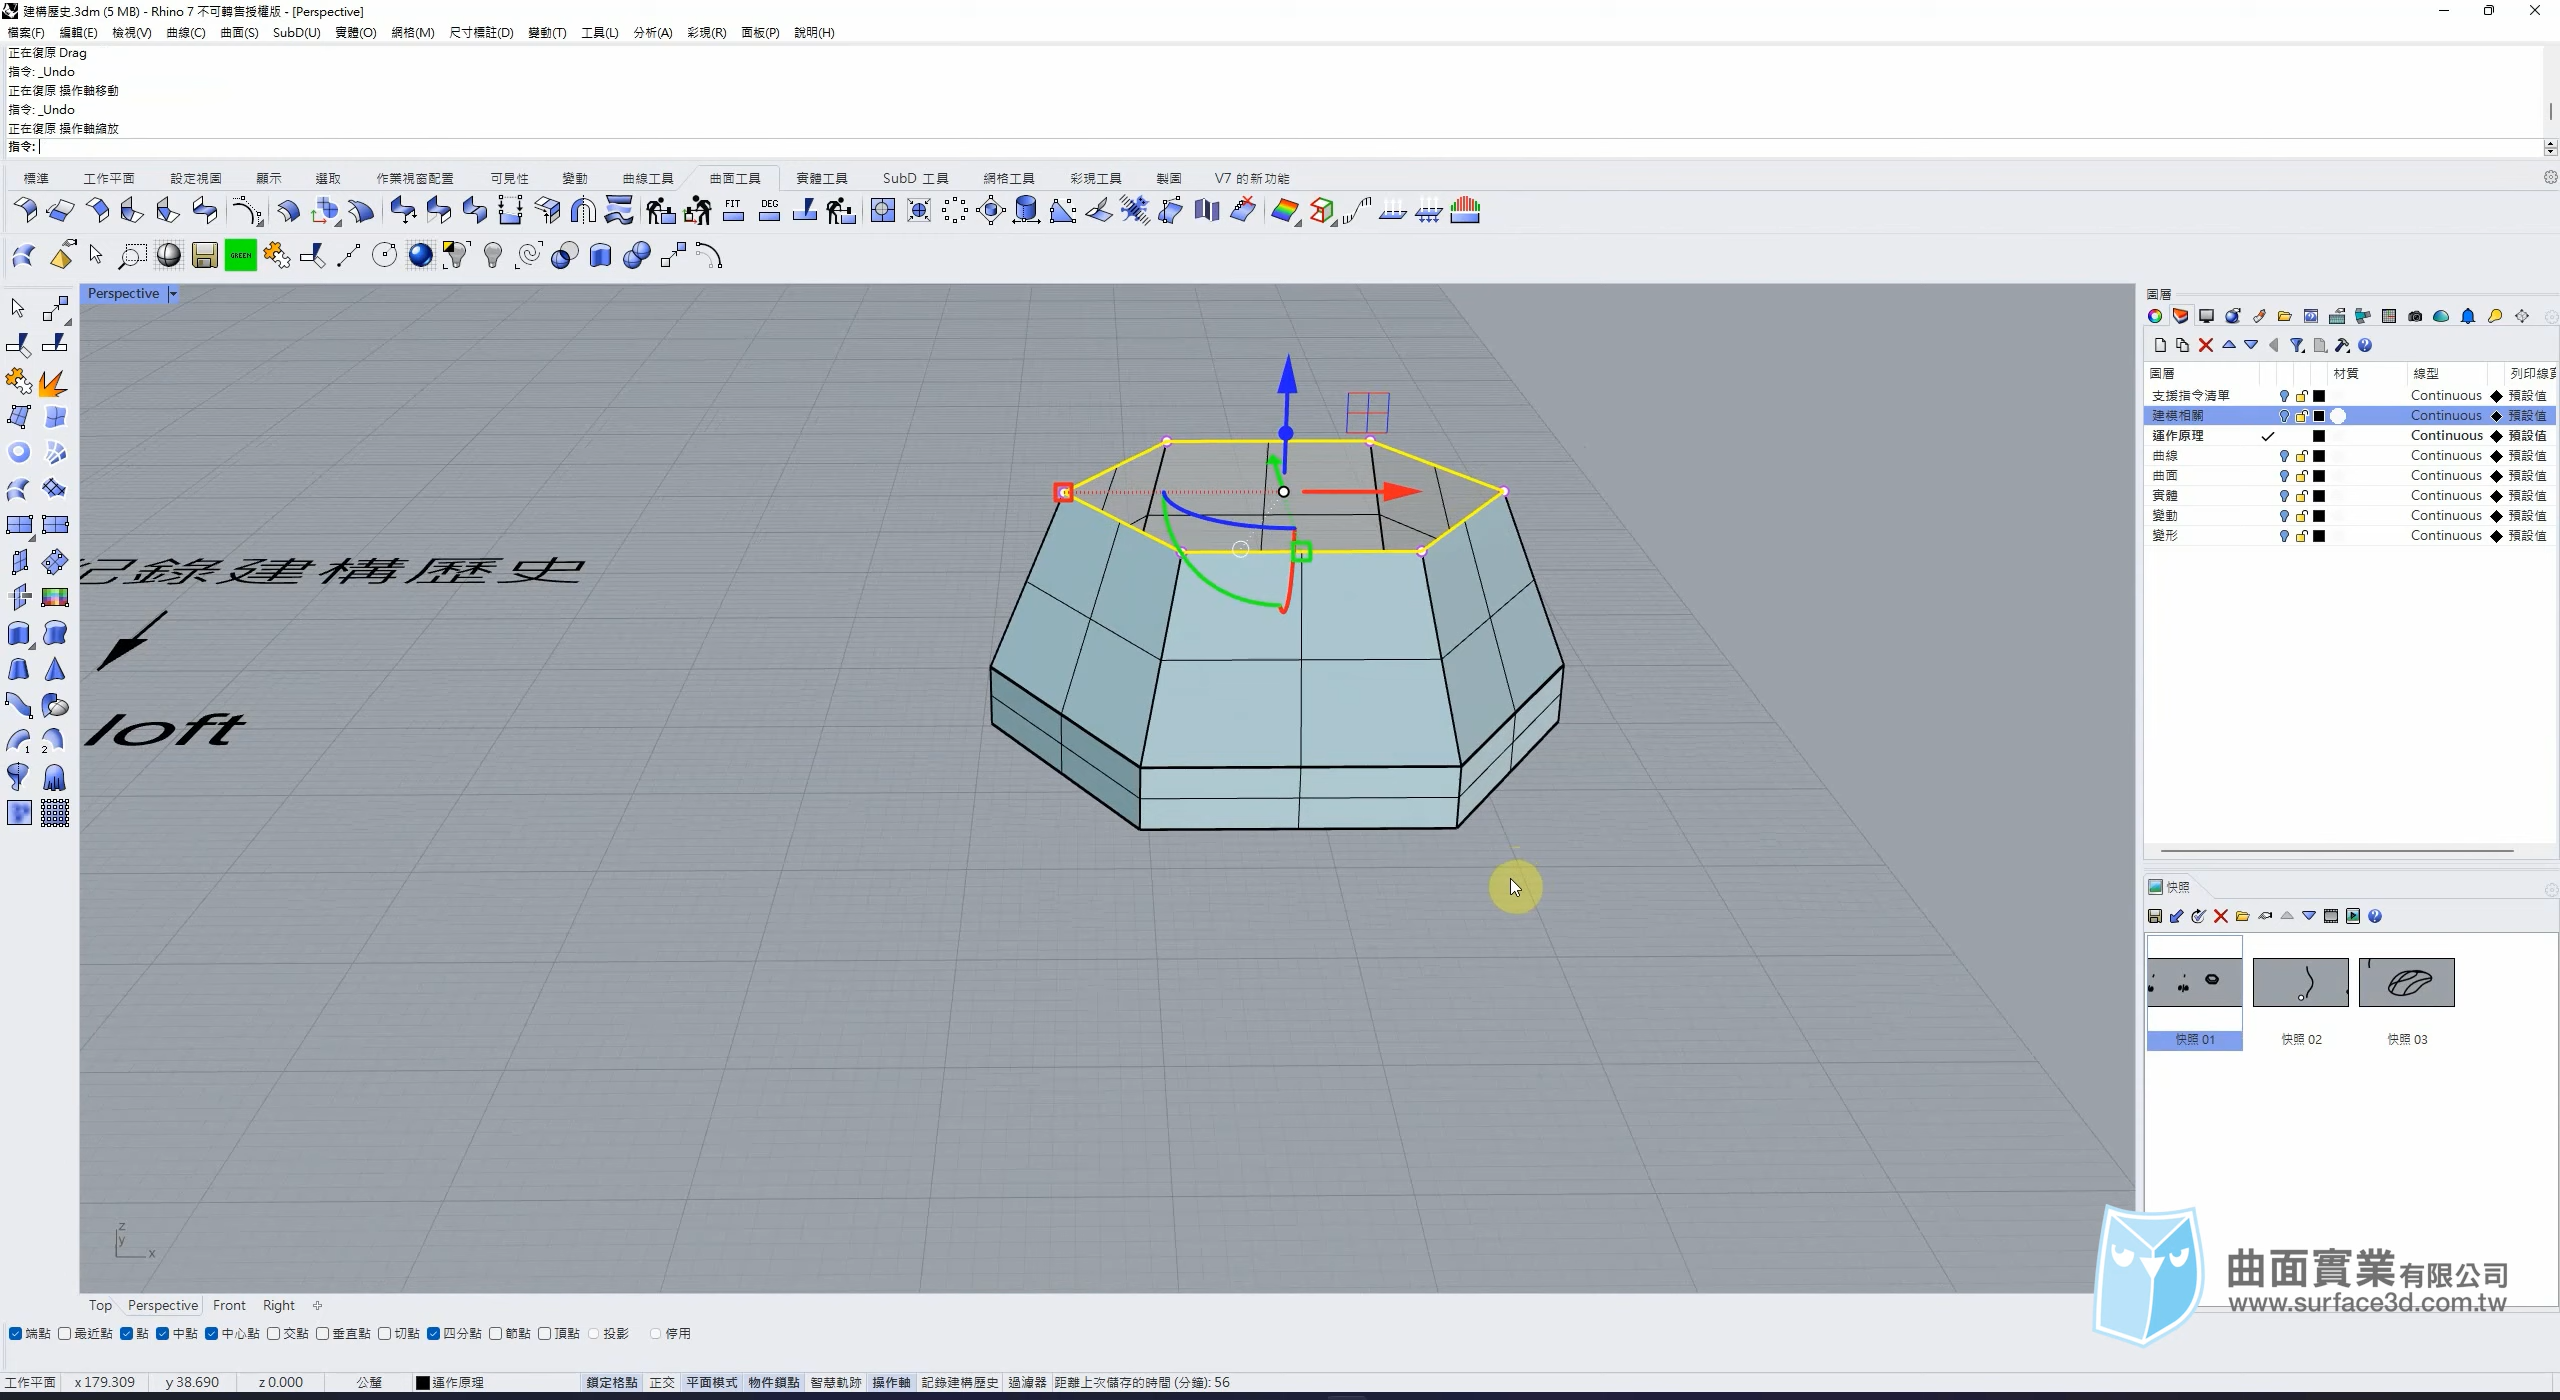 建構歷史.3dm (5 MB) - Rhino 7 不可轉售授權版 - [Perspective]
檔案(F) 編輯(E) 檢視(V) 曲線(C) 曲面(S) SubD(U) 實體(O) 網格(M) 尺寸標註(D) 變動(T) 工具(L) 分析(A) 彩現(R) 面板(P) 說明(H)
正在復原 Drag
指令: _Undo
正在復原 操作軸移動
指令: _Undo
正在復原 操作軸縮放
指令:
標準 工作平面 設定視圖 顯示 選取 作業視窗配置 可見性 變動 曲線工具 曲面工具 實體工具 SubD 工具 網格工具 彩現工具 製圖 V7 的新功能
FIT DEG
GREEN
Perspective
圖層
圖層 材質 線型 列印線寬
支援指令清單 Continuous 預設值
建模相關 Continuous 預設值
運作原理 Continuous 預設值
曲線 Continuous 預設值
曲面 Continuous 預設值
實體 Continuous 預設值
變動 Continuous 預設值
變形 Continuous 預設值
紀錄建構歷史
loft
快照
快照 01 快照 02 快照 03
z
y
x
曲面實業有限公司
www.surface3d.com.tw
Top Perspective Front Right
端點 最近點 點 中點 中心點 交點 垂直點 切點 四分點 節點 頂點 投影 停用
工作平面 x 179.309 y 38.690 z 0.000 公釐 運作原理 鎖定格點 正交 平面模式 物件鎖點 智慧軌跡 操作軸 記錄建構歷史 過濾器 距離上次儲存的時間 (分鐘): 56